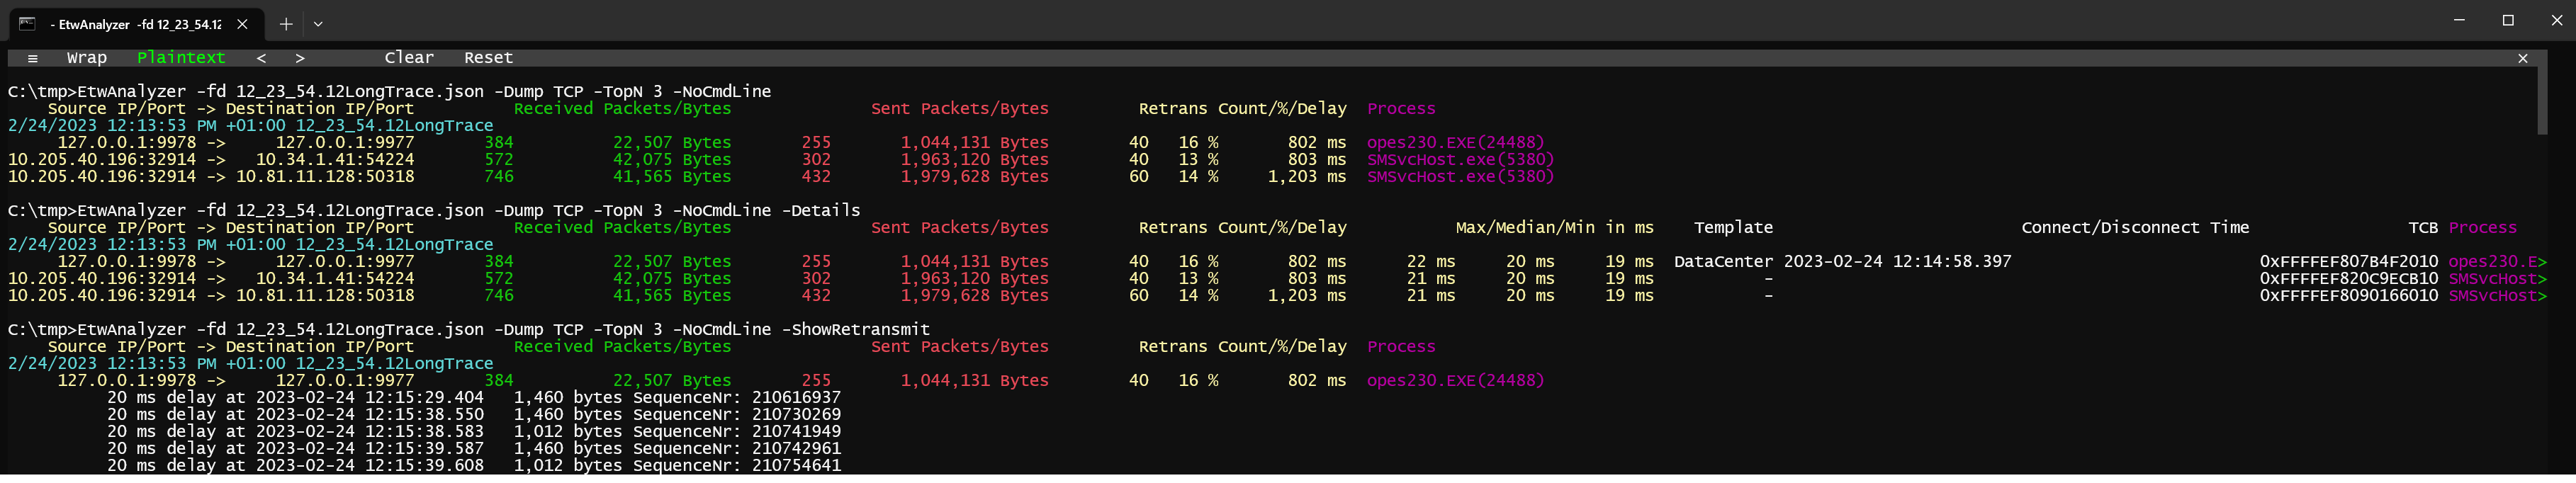 - EtwAnalyzer -fd 12_23_54.12
≡ Wrap Plaintext < > Clear Reset
C:\tmp>EtwAnalyzer -fd 12_23_54.12LongTrace.json -Dump TCP -TopN 3 -NoCmdLine
Source IP/Port -> Destination IP/Port Received Packets/Bytes Sent Packets/Bytes Retrans Count/%/Delay Process
2/24/2023 12:13:53 PM +01:00 12_23_54.12LongTrace
127.0.0.1:9978 -> 127.0.0.1:9977 384 22,507 Bytes 255 1,044,131 Bytes 40 16 % 802 ms opes230.EXE(24488)
10.205.40.196:32914 -> 10.34.1.41:54224 572 42,075 Bytes 302 1,963,120 Bytes 40 13 % 803 ms SMSvcHost.exe(5380)
10.205.40.196:32914 -> 10.81.11.128:50318 746 41,565 Bytes 432 1,979,628 Bytes 60 14 % 1,203 ms SMSvcHost.exe(5380)
C:\tmp>EtwAnalyzer -fd 12_23_54.12LongTrace.json -Dump TCP -TopN 3 -NoCmdLine -Details
Source IP/Port -> Destination IP/Port Received Packets/Bytes Sent Packets/Bytes Retrans Count/%/Delay Max/Median/Min in ms Template Connect/Disconnect Time TCB Process
2/24/2023 12:13:53 PM +01:00 12_23_54.12LongTrace
127.0.0.1:9978 -> 127.0.0.1:9977 384 22,507 Bytes 255 1,044,131 Bytes 40 16 % 802 ms 22 ms 20 ms 19 ms DataCenter 2023-02-24 12:14:58.397 0xFFFFEF807B4F2010 opes230.E>
10.205.40.196:32914 -> 10.34.1.41:54224 572 42,075 Bytes 302 1,963,120 Bytes 40 13 % 803 ms 21 ms 20 ms 19 ms - 0xFFFFEF820C9ECB10 SMSvcHost>
10.205.40.196:32914 -> 10.81.11.128:50318 746 41,565 Bytes 432 1,979,628 Bytes 60 14 % 1,203 ms 21 ms 20 ms 19 ms - 0xFFFFEF8090166010 SMSvcHost>
C:\tmp>EtwAnalyzer -fd 12_23_54.12LongTrace.json -Dump TCP -TopN 3 -NoCmdLine -ShowRetransmit
Source IP/Port -> Destination IP/Port Received Packets/Bytes Sent Packets/Bytes Retrans Count/%/Delay Process
2/24/2023 12:13:53 PM +01:00 12_23_54.12LongTrace
127.0.0.1:9978 -> 127.0.0.1:9977 384 22,507 Bytes 255 1,044,131 Bytes 40 16 % 802 ms opes230.EXE(24488)
20 ms delay at 2023-02-24 12:15:29.404 1,460 bytes SequenceNr: 210616937
20 ms delay at 2023-02-24 12:15:38.550 1,460 bytes SequenceNr: 210730269
20 ms delay at 2023-02-24 12:15:38.583 1,012 bytes SequenceNr: 210741949
20 ms delay at 2023-02-24 12:15:39.587 1,460 bytes SequenceNr: 210742961
20 ms delay at 2023-02-24 12:15:39.608 1,012 bytes SequenceNr: 210754641